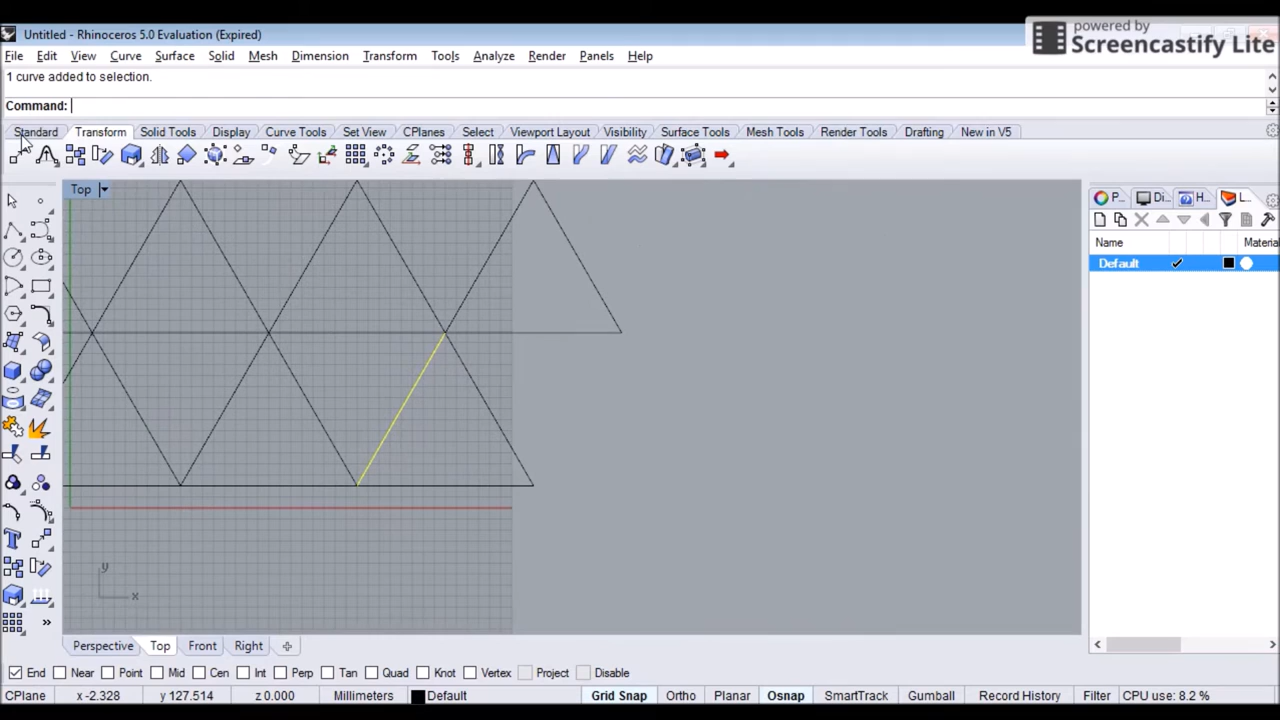 Untitled - Rhinoceros 5.0 Evaluation (Expired)
powered by
Screencastify Lite
File Edit View Curve Surface Solid Mesh Dimension Transform Tools Analyze Render Panels Help
1 curve added to selection.
Command:
Standard Transform Solid Tools Display Curve Tools Set View CPlanes Select Viewport Layout Visibility Surface Tools Mesh Tools Render Tools Drafting New in V5
Top
P... Di... H... L...
Name Materia
Default
y
x
Perspective Top Front Right
End Near Point Mid Cen Int Perp Tan Quad Knot Vertex Project Disable
CPlane x -2.328 y 127.514 z 0.000 Millimeters Default Grid Snap Ortho Planar Osnap SmartTrack Gumball Record History Filter CPU use: 8.2 %